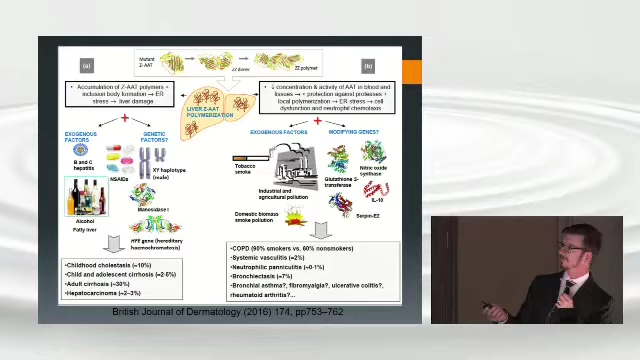 (a)
Mutant
Z-AAT
ZZ dimer
ZZ polymer
(b)
• Accumulation of Z-AAT polymers +
inclusion body formation → ER
stress → liver damage
LIVER Z-AAT
POLYMERIZATION
• ↓ concentration & activity of AAT in blood and
tissues → < protection against proteases +
local polymerization → ER stress → cell
dysfunction and neutrophil chemotaxis
+
+
EXOGENOUS
FACTORS
GENETIC
FACTORS?
B and C
hepatitis
NSAIDs
XY haplotype
(male)
Manosidase I
Alcohol
Fatty liver
HFE gene (hereditary
haemochromatosis)
EXOGENOUS FACTORS
MODIFYING GENES?
Tobacco
smoke
Industrial and
agricultural pollution
Domestic biomass
smoke pollution
Glutathione S-
transferase
Nitric oxide
synthase
IL-10
Serpin-E2
• Childhood cholestasis (≈10%)
• Child and adolescent cirrhosis (≈2-5%)
• Adult cirrhosis (≈30%)
• Hepatocarcinoma (≈2–3%)
• COPD (90% smokers vs. 60% nonsmokers)
• Systemic vasculitis (≈2%)
• Neutrophilic panniculitis (≈0·1%)
• Bronchiectasis (≈7%)
• Bronchial asthma?, fibromyalgia?, ulcerative colitis?,
rheumatoid arthritis?...
British Journal of Dermatology (2016) 174, pp753–762